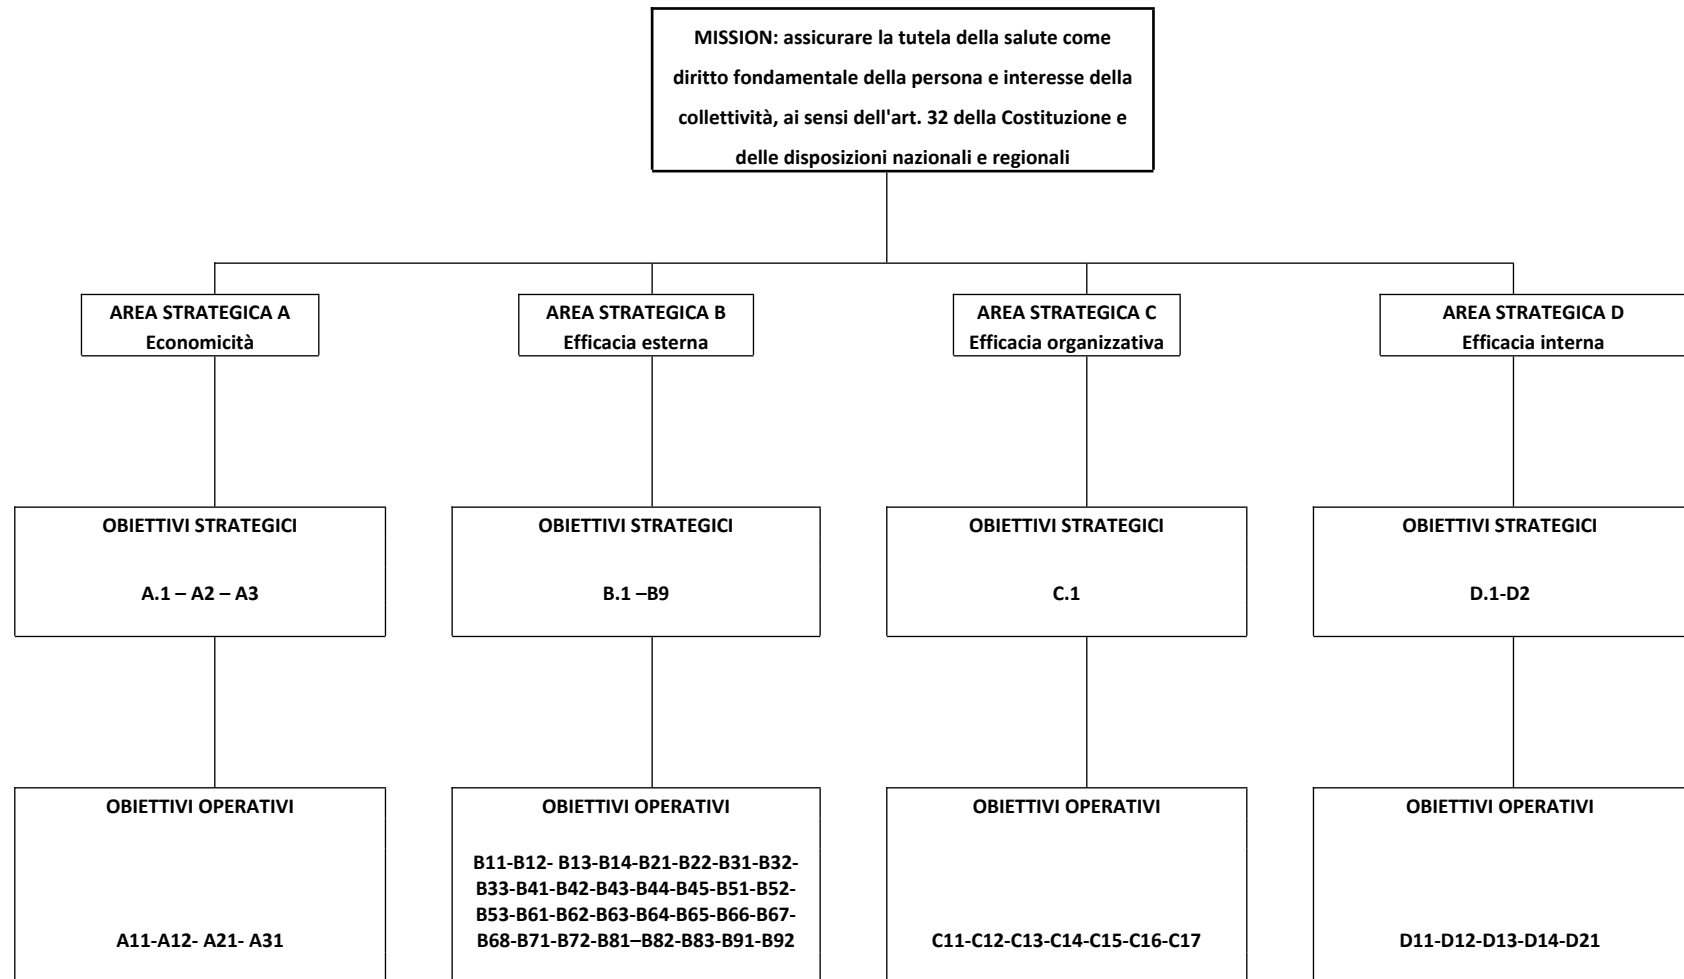 MISSION: assicurare la tutela della salute come
diritto fondamentale della persona e interesse della
collettività, ai sensi dell'art. 32 della Costituzione e
delle disposizioni nazionali e regionali
AREA STRATEGICA A
Economicità
AREA STRATEGICA B
Efficacia esterna
AREA STRATEGICA C
Efficacia organizzativa
AREA STRATEGICA D
Efficacia interna
OBIETTIVI STRATEGICI
A.1 – A2 – A3
OBIETTIVI STRATEGICI
B.1 –B9
OBIETTIVI STRATEGICI
C.1
OBIETTIVI STRATEGICI
D.1-D2
OBIETTIVI OPERATIVI
A11-A12- A21- A31
OBIETTIVI OPERATIVI
B11-B12- B13-B14-B21-B22-B31-B32-
B33-B41-B42-B43-B44-B45-B51-B52-
B53-B61-B62-B63-B64-B65-B66-B67-
B68-B71-B72-B81–B82-B83-B91-B92
OBIETTIVI OPERATIVI
C11-C12-C13-C14-C15-C16-C17
OBIETTIVI OPERATIVI
D11-D12-D13-D14-D21